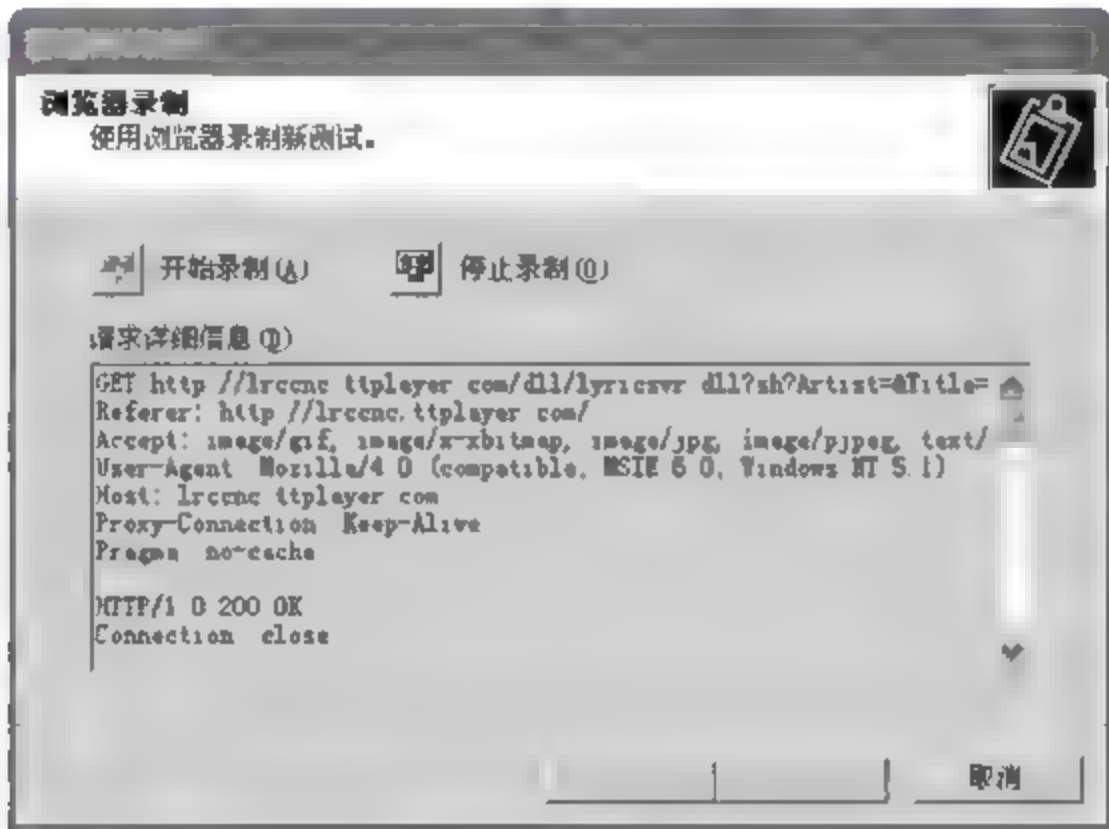 浏览器录制
使用浏览器录制新测试。
开始录制(A)
停止录制(O)
请求详细信息
GET http //lrccnc ttplayer com/dll/lyricsvr dll?sh?Artist=&Title=
Referer: http //lrccnc.ttplayer com/
Accept: image/gif, image/x-xbitmap, image/jpg, image/pjpeg, text/
User-Agent Mozilla/4 0 (compatible, MSIE 6 0, Windows NT 5.1)
Host: lrccnc ttplayer com
Proxy-Connection Keep-Alive
Pragma no-cache
HTTP/1 0 200 OK
Connection close
取消